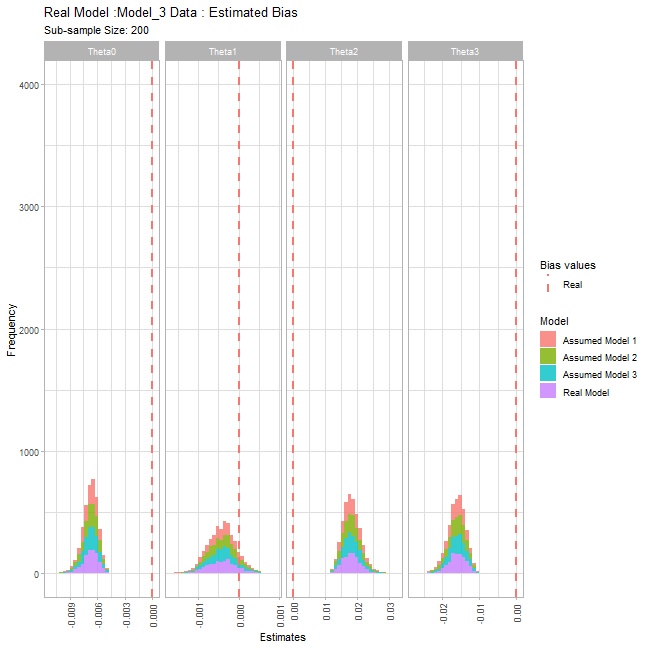 Real Model :Model_3 Data : Estimated Bias
Sub-sample Size: 200
Theta0 Theta1 Theta2 Theta3
4000
3000
2000
1000
0
Frequency
-0.009 -0.006 -0.003 0.000 -0.001 0.000 0.001 0.00 0.01 0.02 0.03 -0.02 -0.01 0.00
Estimates
Bias values
Real
Model
Assumed Model 1
Assumed Model 2
Assumed Model 3
Real Model